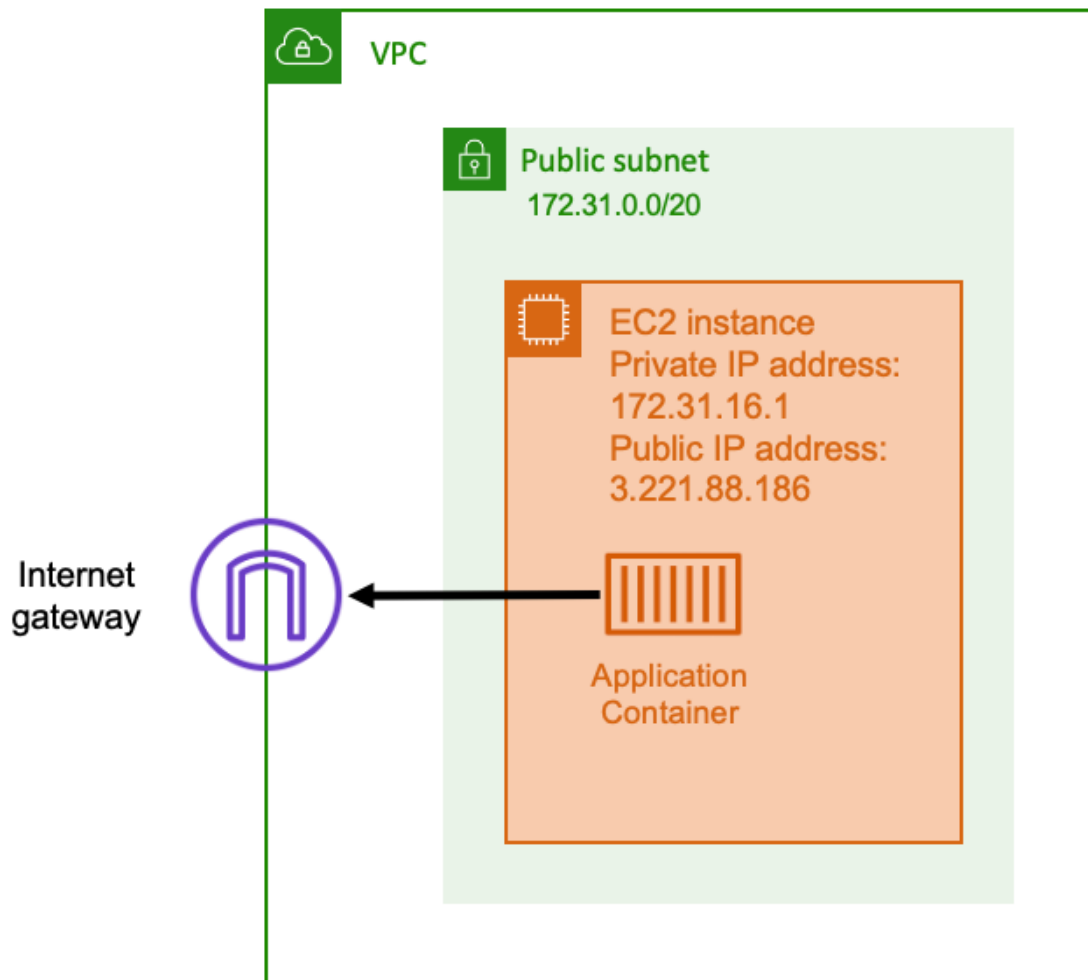 VPC
Public subnet
172.31.0.0/20
EC2 instance
Private IP address:
172.31.16.1
Public IP address:
3.221.88.186
Internet
gateway
Application
Container